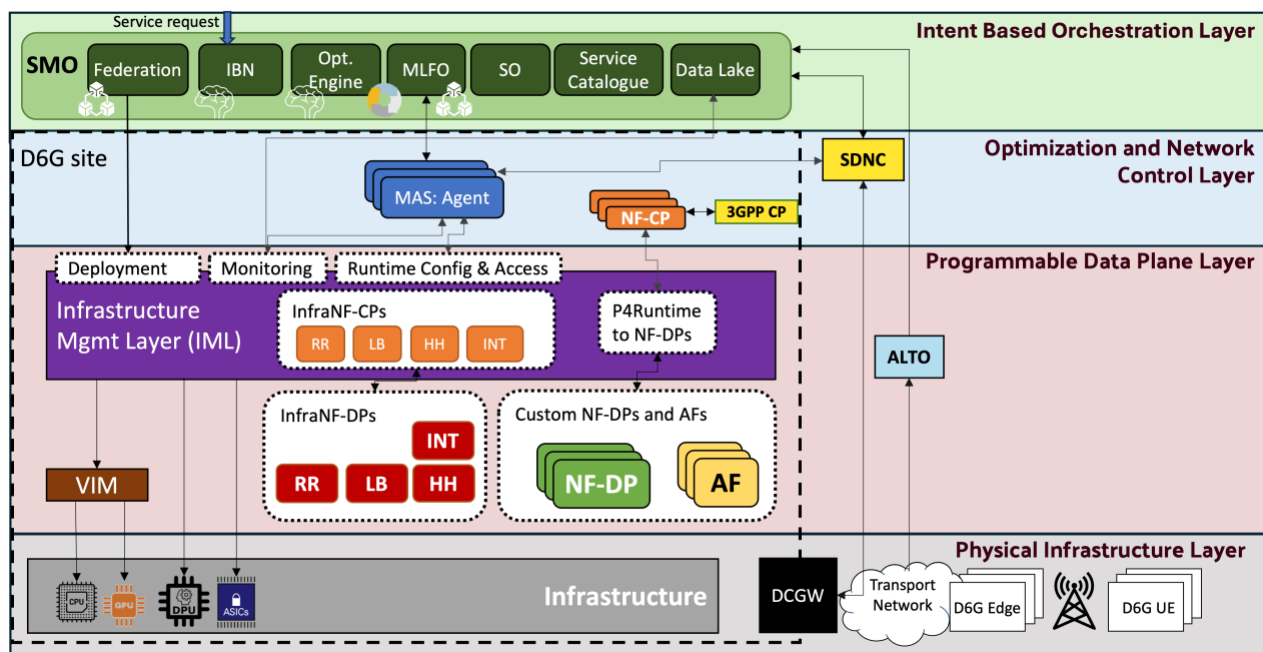 Service request
Intent Based Orchestration Layer
SMO
Federation
IBN
Opt.
Engine
MLFO
SO
Service
Catalogue
Data Lake
D6G site
Optimization and Network
Control Layer
SDNC
MAS: Agent
NF-CP
3GPP CP
Programmable Data Plane Layer
Deployment
Monitoring
Runtime Config & Access
Infrastructure
Mgmt Layer (IML)
InfraNF-CPs
RR
LB
HH
INT
P4Runtime
to NF-DPs
ALTO
InfraNF-DPs
INT
RR
LB
HH
Custom NF-DPs and AFs
NF-DP
AF
VIM
Physical Infrastructure Layer
CPU
GPU
DPU
ASICs
Infrastructure
DCGW
Transport
Network
D6G Edge
D6G UE